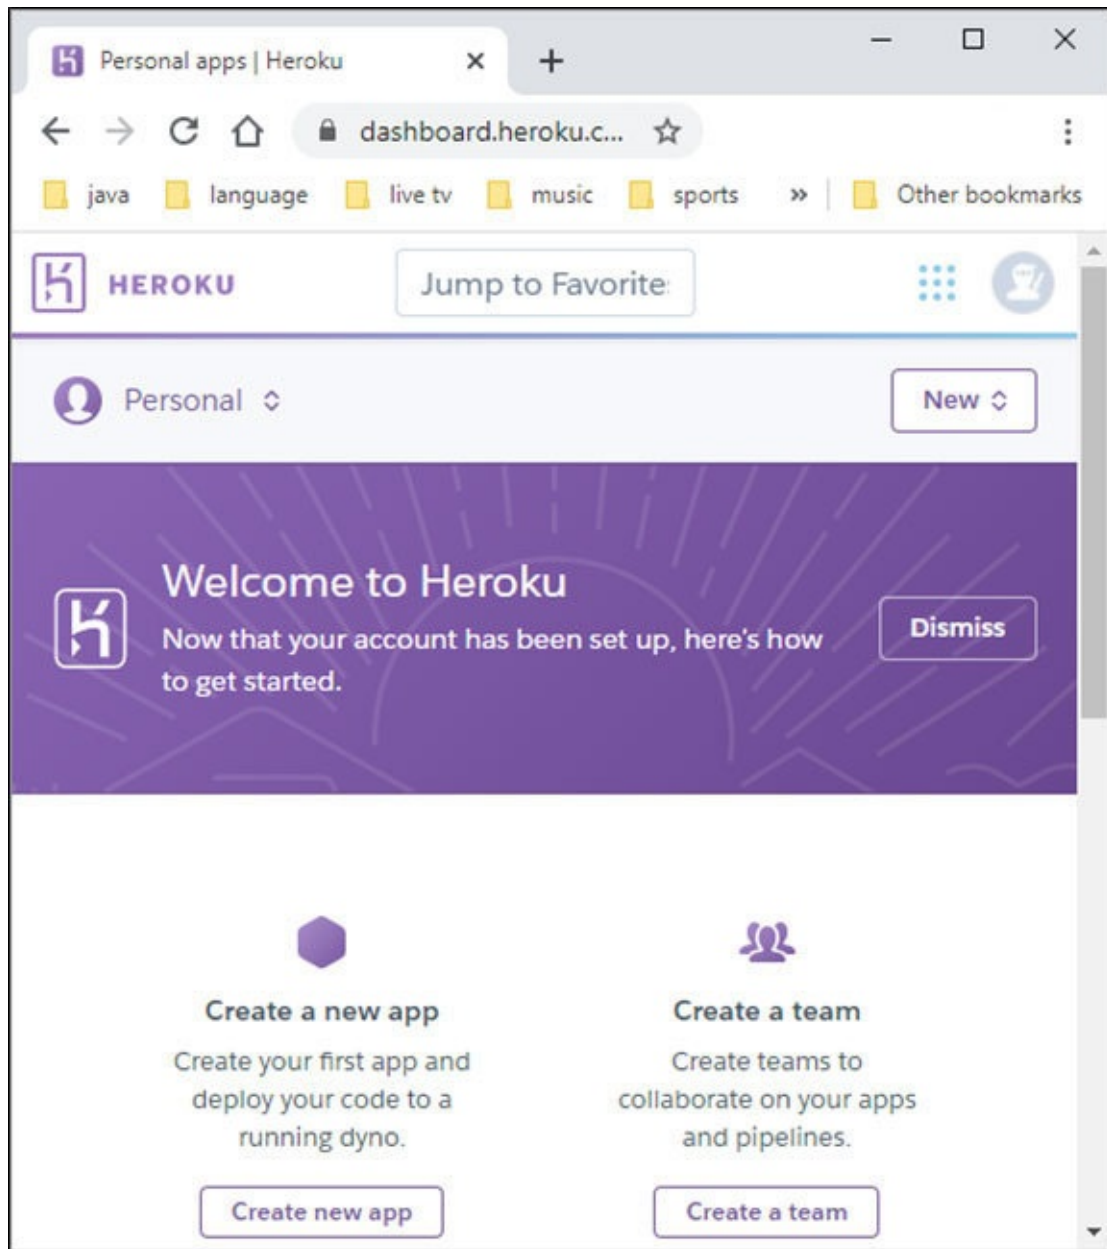 Personal apps | Heroku
dashboard.heroku.c...
java language live tv music sports » Other bookmarks
HEROKU Jump to Favorite
Personal New
Welcome to Heroku
Now that your account has been set up, here's how
to get started.
Dismiss
Create a new app
Create your first app and
deploy your code to a
running dyno.
Create new app
Create a team
Create teams to
collaborate on your apps
and pipelines.
Create a team